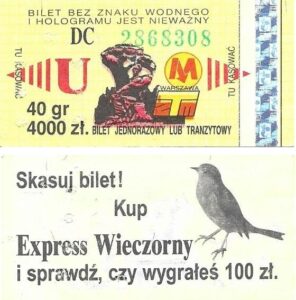 BILET BEZ ZNAKU WODNEGO
I HOLOGRAMU JEST NIEWAŻNY
DC 2868308
TU KASOWAĆ
U
M
WARSZAWA
ZTM
TU KASOWAĆ
40 gr
4000 zł. BILET JEDNORAZOWY LUB TRANZYTOWY
Skasuj bilet!
Kup
Express Wieczorny
i sprawdź, czy wygrałeś 100 zł.